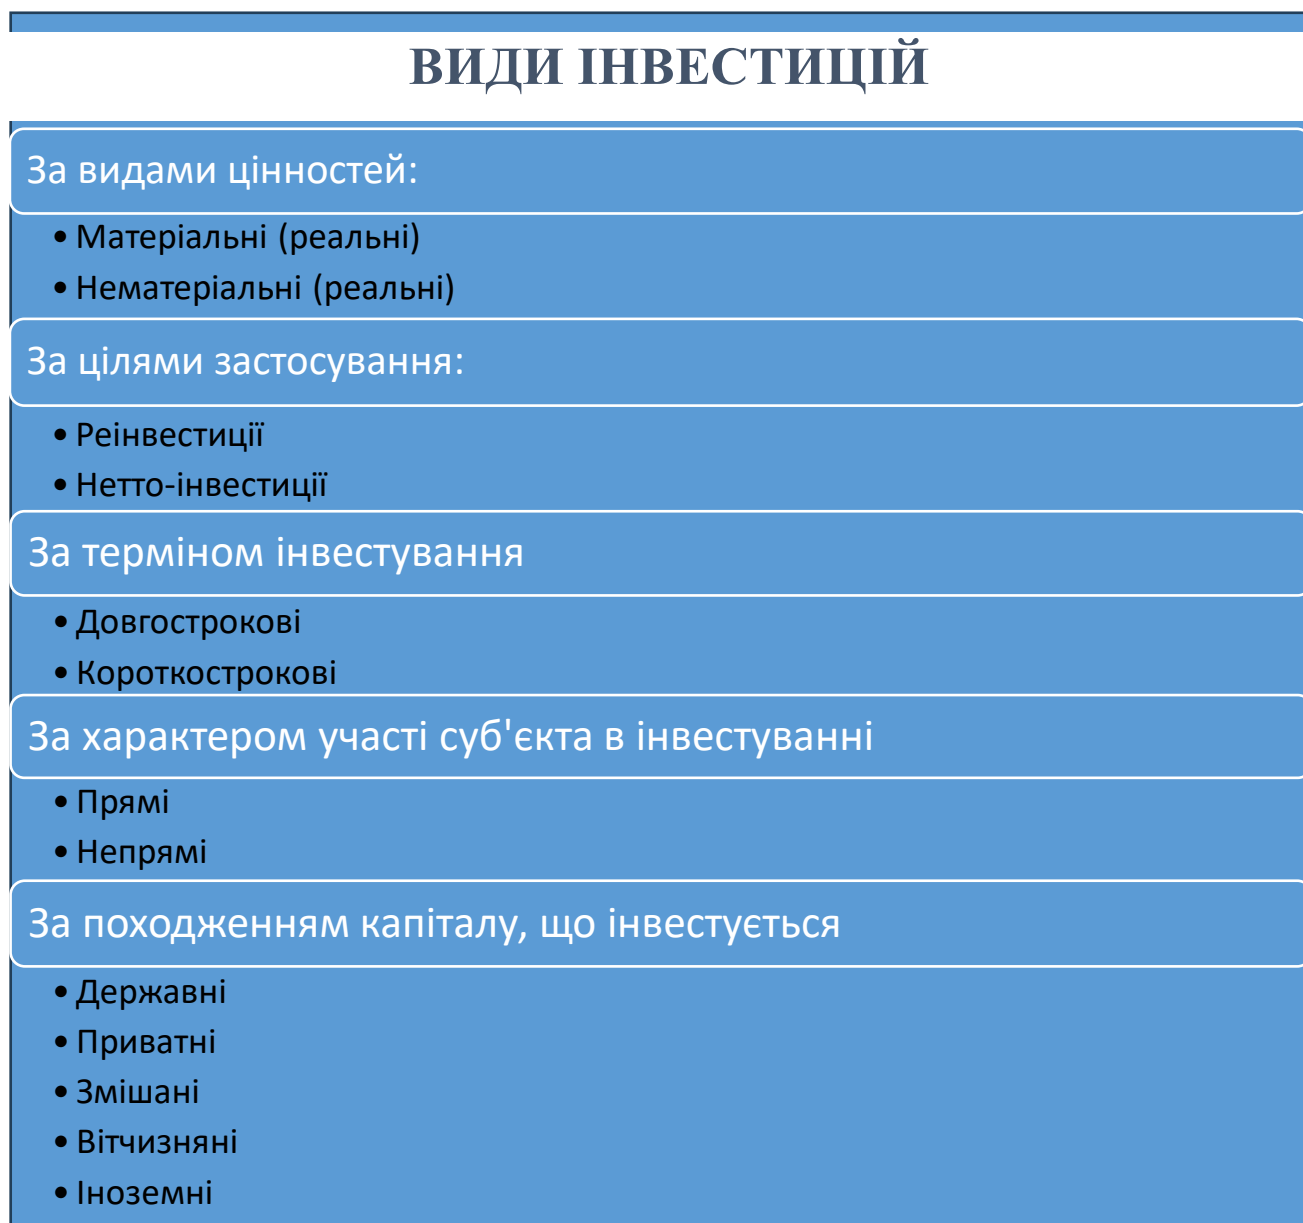 ВИДИ ІНВЕСТИЦІЙ
За видами цінностей:
• Матеріальні (реальні)
• Нематеріальні (реальні)
За цілями застосування:
• Реінвестиції
• Нетто-інвестиції
За терміном інвестування
• Довгострокові
• Короткострокові
За характером участі суб'єкта в інвестуванні
• Прямі
• Непрямі
За походженням капіталу, що інвестується
• Державні
• Приватні
• Змішані
• Вітчизняні
• Іноземні